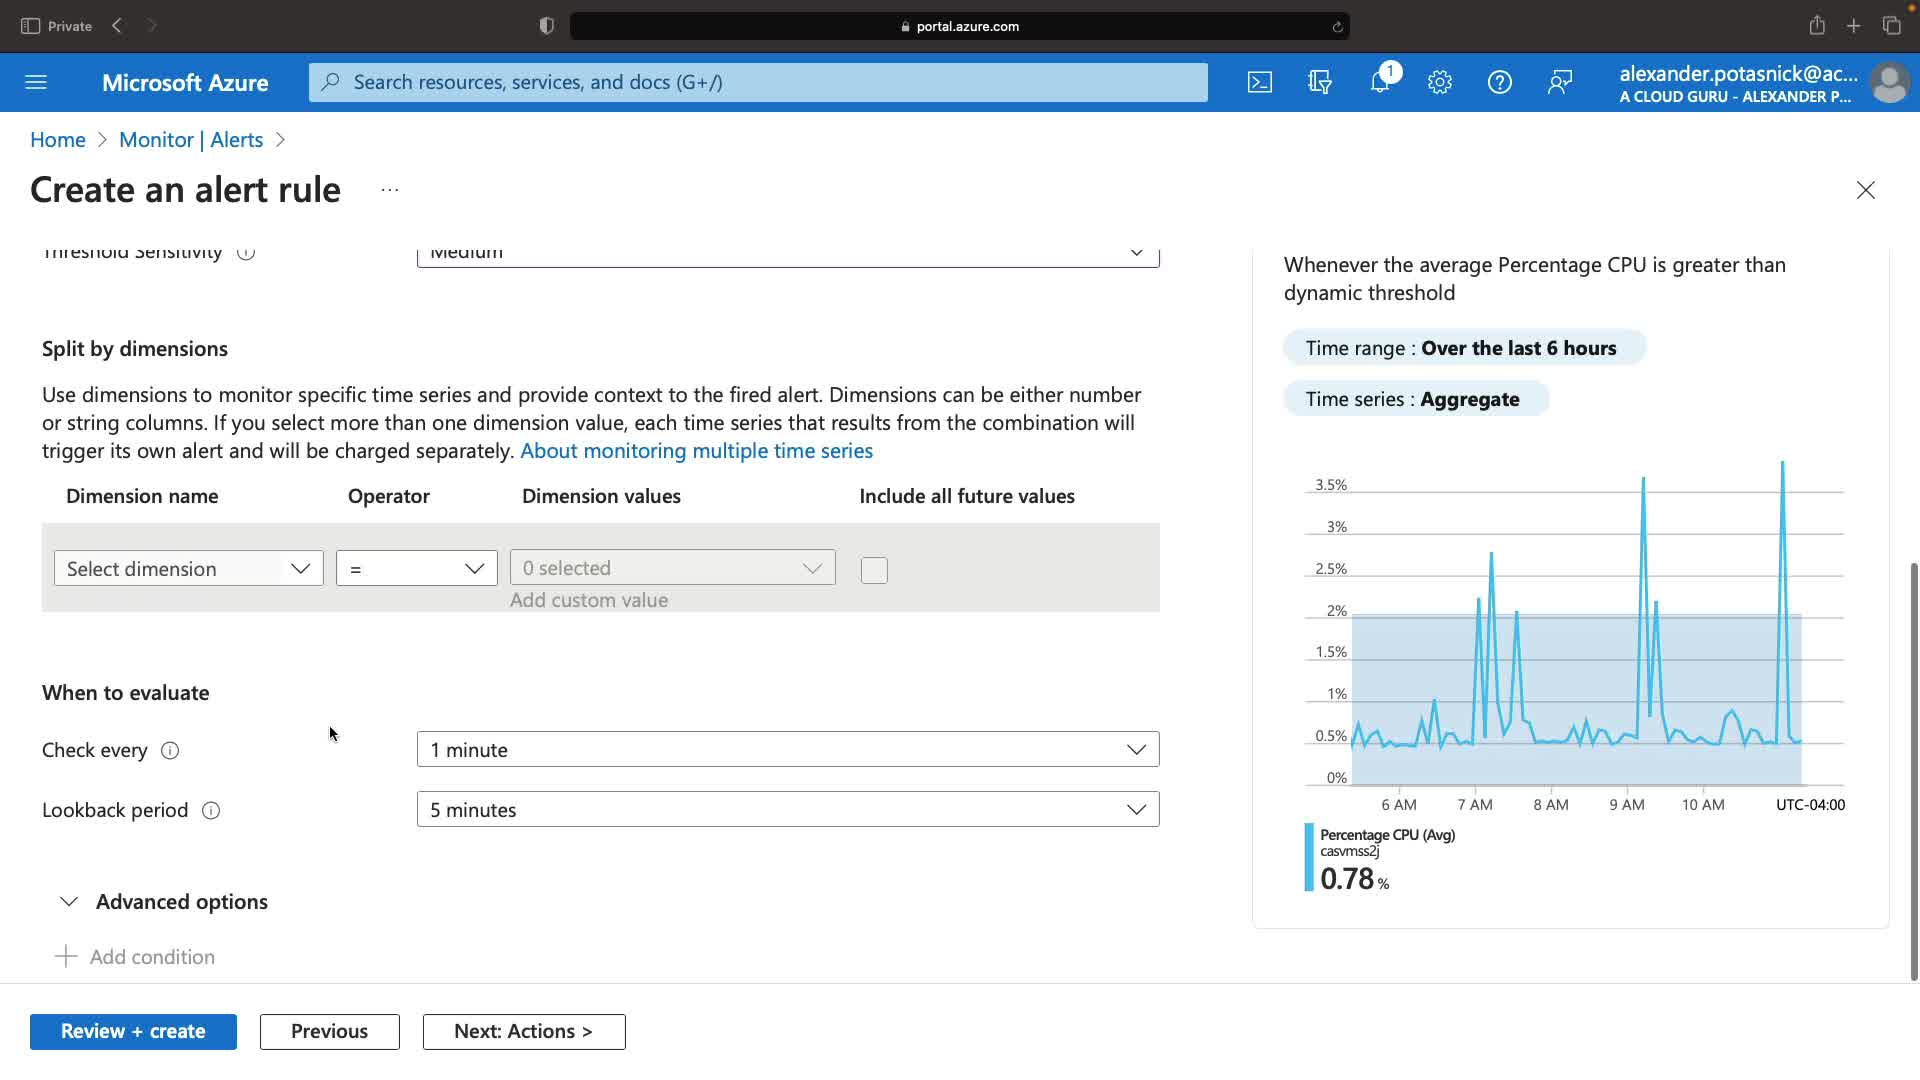 Private
portal.azure.com
Microsoft Azure
Search resources, services, and docs (G+/)
1
alexander.potasnick@ac...
A CLOUD GURU - ALEXANDER P...
Home
Monitor | Alerts
Create an alert rule
...
Threshold Sensitivity
Medium
Split by dimensions
Use dimensions to monitor specific time series and provide context to the fired alert. Dimensions can be either number
or string columns. If you select more than one dimension value, each time series that results from the combination will
trigger its own alert and will be charged separately. About monitoring multiple time series
Dimension name
Operator
Dimension values
Include all future values
Select dimension
=
0 selected
Add custom value
When to evaluate
Check every
1 minute
Lookback period
5 minutes
Advanced options
Add condition
Review + create
Previous
Next: Actions >
Whenever the average Percentage CPU is greater than
dynamic threshold
Time range : Over the last 6 hours
Time series : Aggregate
3.5%
3%
2.5%
2%
1.5%
1%
0.5%
0%
6 AM
7 AM
8 AM
9 AM
10 AM
UTC-04:00
Percentage CPU (Avg)
casvmss2j
0.78 %